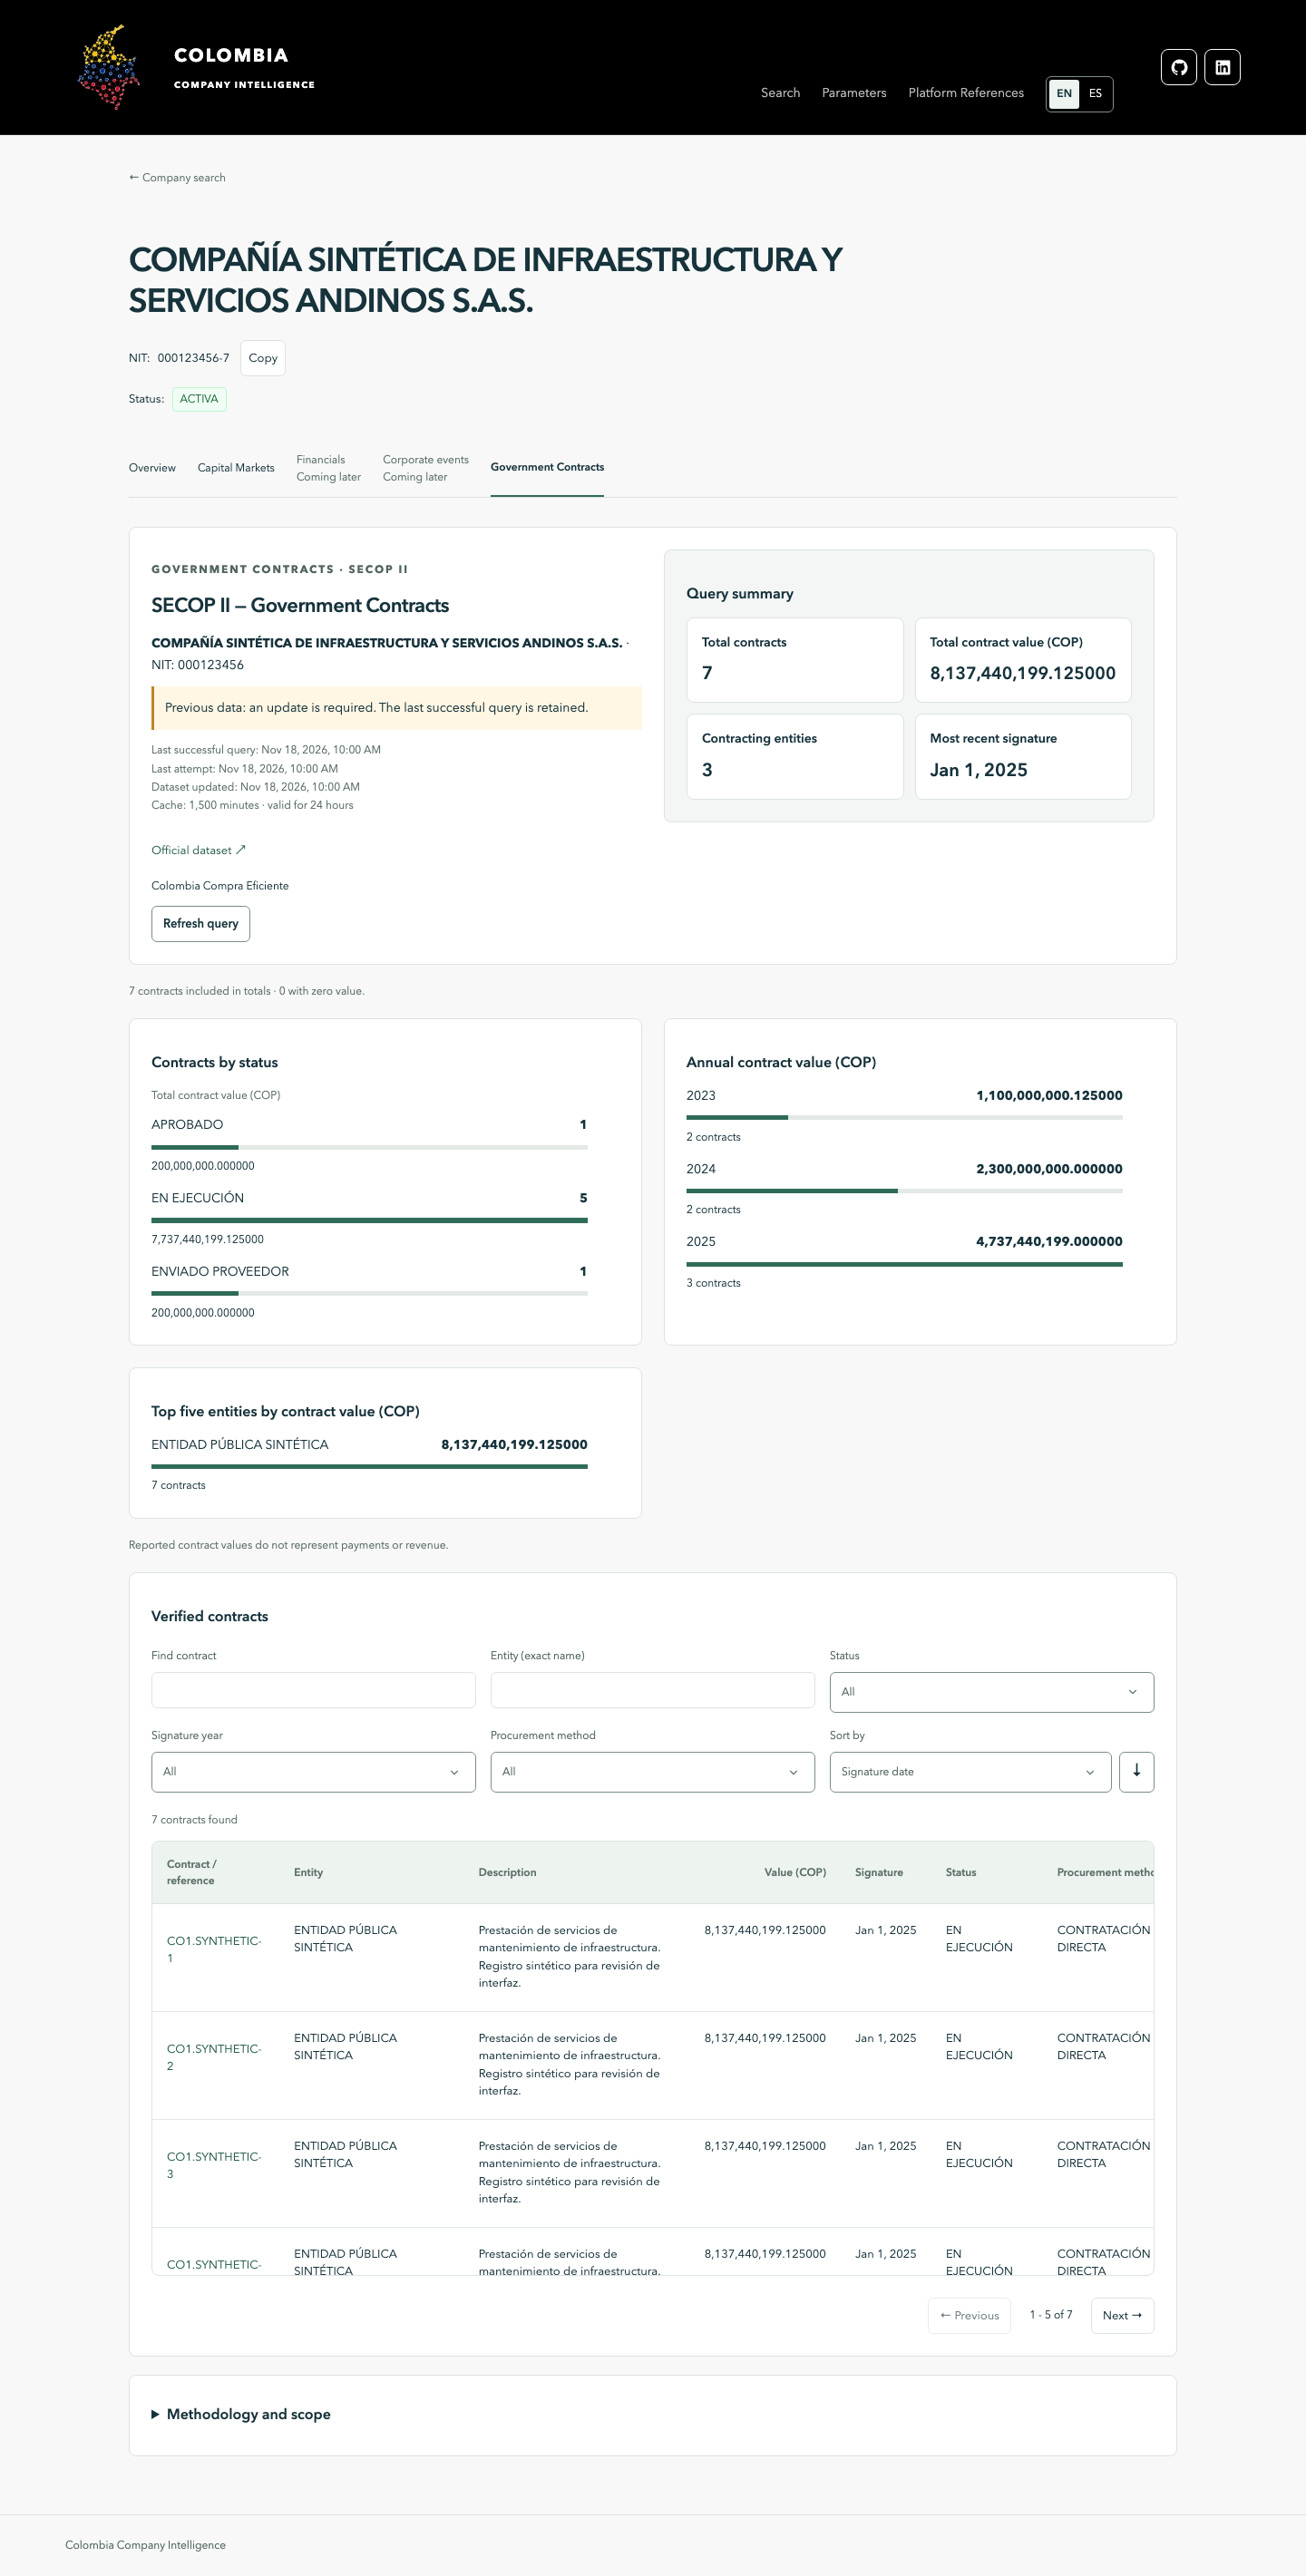 COLOMBIA
COMPANY INTELLIGENCE
Search
Parameters
Platform References
EN
ES
← Company search
COMPAÑÍA SINTÉTICA DE INFRAESTRUCTURA Y
SERVICIOS ANDINOS S.A.S.
NIT: 000123456-7
Copy
Status: ACTIVA
Overview
Capital Markets
Financials
Coming later
Corporate events
Coming later
Government Contracts
GOVERNMENT CONTRACTS · SECOP II
SECOP II – Government Contracts
COMPAÑÍA SINTÉTICA DE INFRAESTRUCTURA Y SERVICIOS ANDINOS S.A.S. ·
NIT: 000123456
Previous data: an update is required. The last successful query is retained.
Last successful query: Nov 18, 2026, 10:00 AM
Last attempt: Nov 18, 2026, 10:00 AM
Dataset updated: Nov 18, 2026, 10:00 AM
Cache: 1,500 minutes · valid for 24 hours
Official dataset ↗
Colombia Compra Eficiente
Refresh query
Query summary
Total contracts
7
Total contract value (COP)
8,137,440,199.125000
Contracting entities
3
Most recent signature
Jan 1, 2025
7 contracts included in totals · 0 with zero value.
Contracts by status
Total contract value (COP)
APROBADO 1
200,000,000.000000
EN EJECUCIÓN 5
7,737,440,199.125000
ENVIADO PROVEEDOR 1
200,000,000.000000
Annual contract value (COP)
2023 1,100,000,000.125000
2 contracts
2024 2,300,000,000.000000
2 contracts
2025 4,737,440,199.000000
3 contracts
Top five entities by contract value (COP)
ENTIDAD PÚBLICA SINTÉTICA 8,137,440,199.125000
7 contracts
Reported contract values do not represent payments or revenue.
Verified contracts
Find contract
Entity (exact name)
Status
All
Signature year
All
Procurement method
All
Sort by
Signature date
↓
7 contracts found
Contract /
reference
Entity
Description
Value (COP)
Signature
Status
Procurement metho
CO1.SYNTHETIC-
1
ENTIDAD PÚBLICA
SINTÉTICA
Prestación de servicios de
mantenimiento de infraestructura.
Registro sintético para revisión de
interfaz.
8,137,440,199.125000
Jan 1, 2025
EN
EJECUCIÓN
CONTRATACIÓN
DIRECTA
CO1.SYNTHETIC-
2
ENTIDAD PÚBLICA
SINTÉTICA
Prestación de servicios de
mantenimiento de infraestructura.
Registro sintético para revisión de
interfaz.
8,137,440,199.125000
Jan 1, 2025
EN
EJECUCIÓN
CONTRATACIÓN
DIRECTA
CO1.SYNTHETIC-
3
ENTIDAD PÚBLICA
SINTÉTICA
Prestación de servicios de
mantenimiento de infraestructura.
Registro sintético para revisión de
interfaz.
8,137,440,199.125000
Jan 1, 2025
EN
EJECUCIÓN
CONTRATACIÓN
DIRECTA
CO1.SYNTHETIC-
ENTIDAD PÚBLICA
SINTÉTICA
Prestación de servicios de
mantenimiento de infraestructura.
8,137,440,199.125000
Jan 1, 2025
EN
EJECUCIÓN
CONTRATACIÓN
DIRECTA
← Previous
1 - 5 of 7
Next →
▶ Methodology and scope
Colombia Company Intelligence